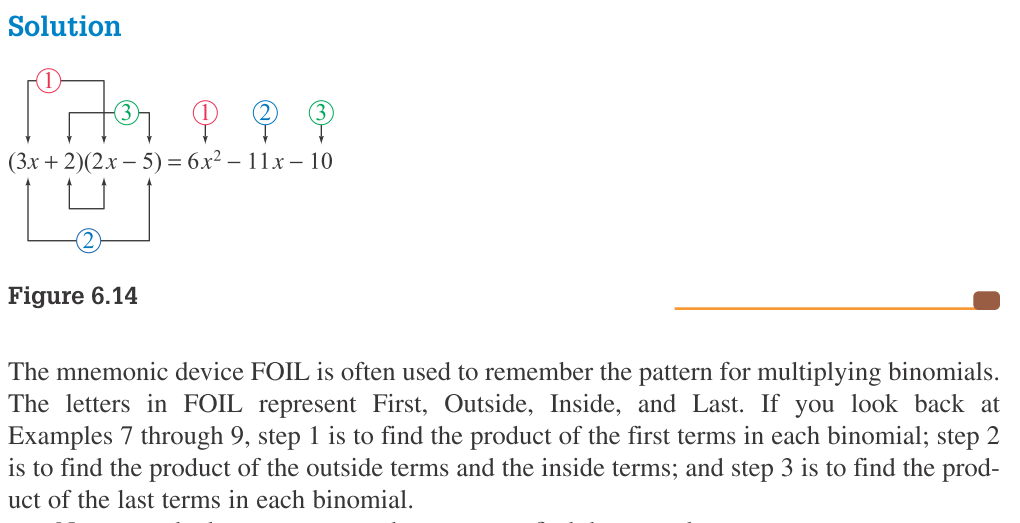 Solution
①
③ ① ② ③
(3x + 2)(2x − 5) = 6x² − 11x − 10
②
Figure 6.14
The mnemonic device FOIL is often used to remember the pattern for multiplying binomials.
The letters in FOIL represent First, Outside, Inside, and Last. If you look back at
Examples 7 through 9, step 1 is to find the product of the first terms in each binomial; step 2
is to find the product of the outside terms and the inside terms; and step 3 is to find the prod-
uct of the last terms in each binomial.